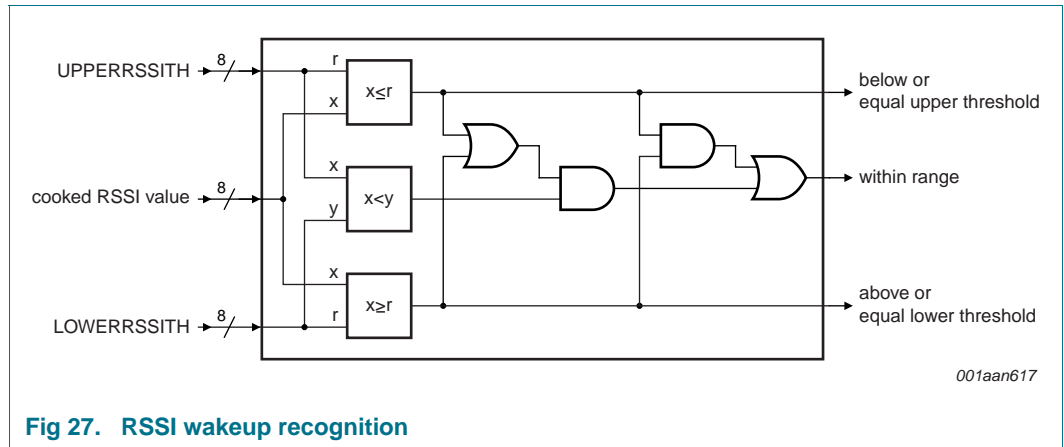 UPPERRSSITH
8
r
x≤r
x
below or
equal upper threshold
x
x<y
y
cooked RSSI value
8
within range
x
x≥r
r
LOWERRSSITH
8
above or
equal lower threshold
001aan617
Fig 27. RSSI wakeup recognition